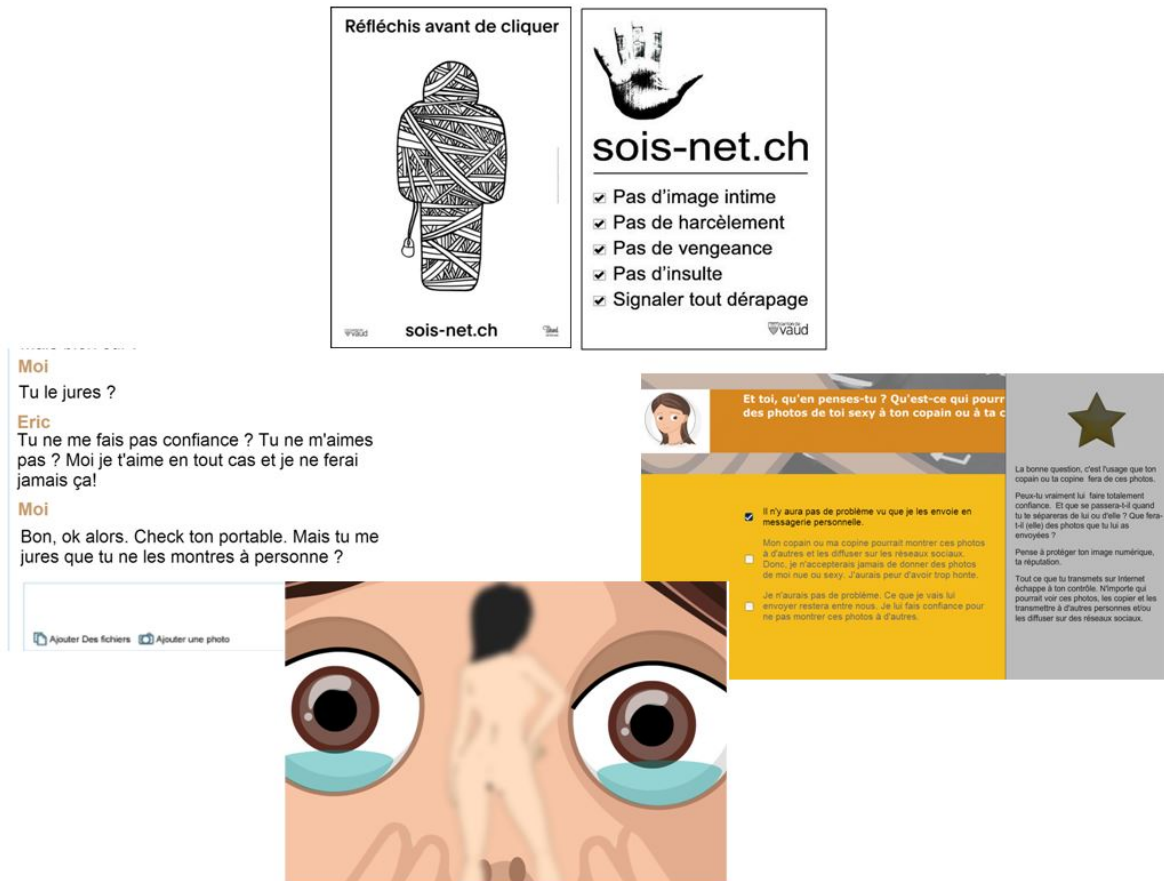 Réfléchis avant de cliquer
sois-net.ch
vaud
sois-net.ch
Pas d'image intime
Pas de harcèlement
Pas de vengeance
Pas d'insulte
Signaler tout dérapage
vaud
Moi
Tu le jures ?
Eric
Tu ne me fais pas confiance ? Tu ne m'aimes
pas ? Moi je t'aime en tout cas et je ne ferai
jamais ça!
Moi
Bon, ok alors. Check ton portable. Mais tu me
jures que tu ne les montres à personne ?
Ajouter Des fichiers Ajouter une photo
Et toi, qu'en penses-tu ? Qu'est-ce qui pourr
des photos de toi sexy à ton copain ou à ta c
Il n'y aura pas de problème vu que je les envoie en
messagerie personnelle.
Mon copain ou ma copine pourrait montrer ces photos
à d'autres et les diffuser sur les réseaux sociaux.
Donc, je n'accepterais jamais de donner des photos
de moi nue ou sexy. J'aurais peur d'avoir trop honte.
Je n'aurais pas de problème. Ce que je vais lui
envoyer restera entre nous. Je lui fais confiance pour
ne pas montrer ces photos à d'autres.
La bonne question, c'est l'usage que ton
copain ou ta copine fera de ces photos.
Peux-tu vraiment lui faire totalement
confiance. Et que se passera-t-il quand
tu te sépareras de lui ou d'elle ? Que fera-
t-il (elle) des photos que tu lui as
envoyées ?
Pense à protéger ton image numérique,
ta réputation.
Tout ce que tu transmets sur Internet
échappe à ton contrôle. N'importe qui
pourrait voir ces photos, les copier et les
transmettre à d'autres personnes et/ou
les diffuser sur des réseaux sociaux.